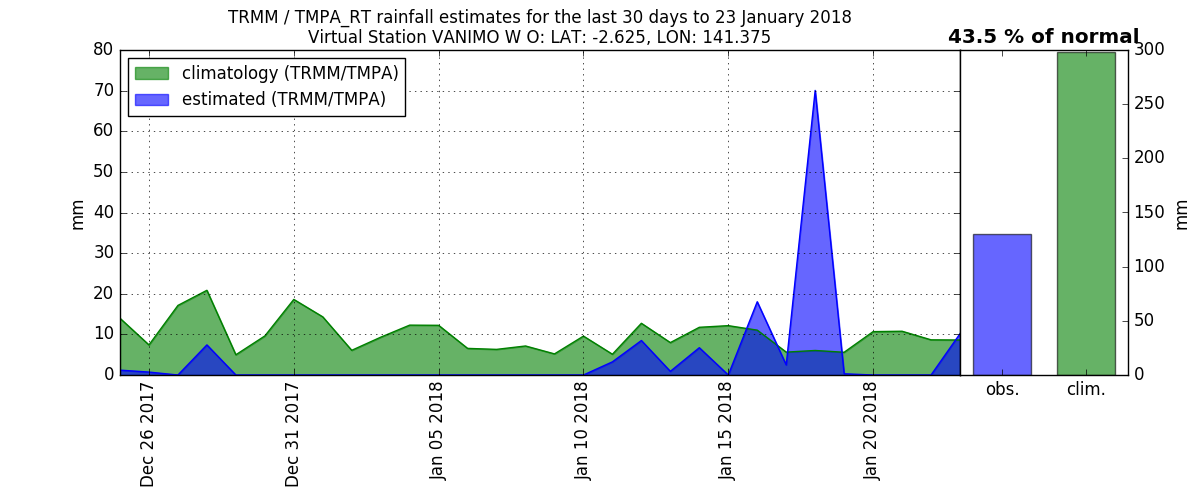 TRMM / TMPA_RT rainfall estimates for the last 30 days to 23 January 2018
Virtual Station VANIMO W O: LAT: -2.625, LON: 141.375
43.5 % of normal
climatology (TRMM/TMPA)
estimated (TRMM/TMPA)
mm
80
70
60
50
40
30
20
10
0
Dec 26 2017
Dec 31 2017
Jan 05 2018
Jan 10 2018
Jan 15 2018
Jan 20 2018
obs.
clim.
300
250
200
150
100
50
0
mm